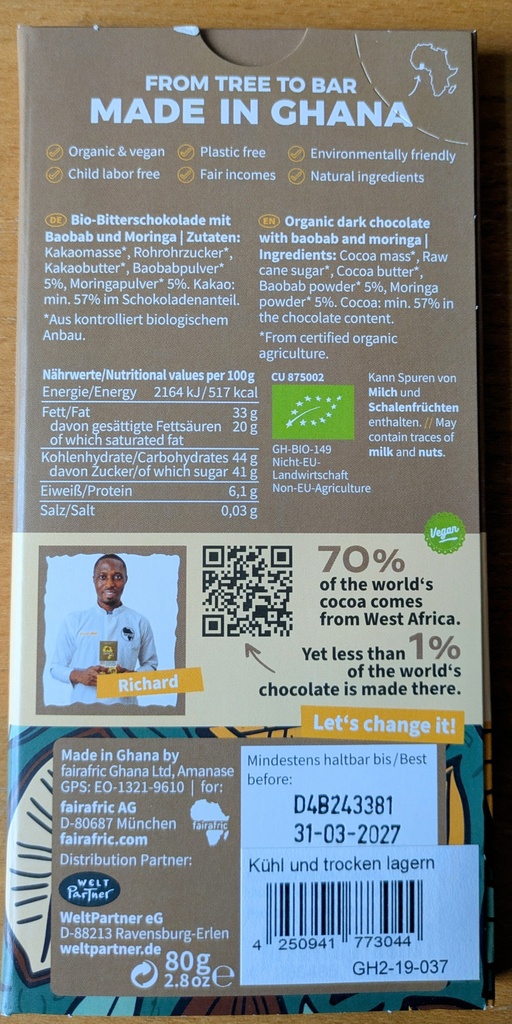 FROM TREE TO BAR
MADE IN GHANA
Organic & vegan
Plastic free
Environmentally friendly
Child labor free
Fair incomes
Natural ingredients
DE Bio-Bitterschokolade mit
Baobab und Moringa | Zutaten:
Kakaomasse*, Rohrohrzucker*,
Kakaobutter*, Baobabpulver*
5%, Moringapulver* 5%. Kakao:
min. 57% im Schokoladenanteil.
*Aus kontrolliert biologischem
Anbau.
EN Organic dark chocolate
with baobab and moringa |
Ingredients: Cocoa mass*, Raw
cane sugar*, Cocoa butter*,
Baobab powder* 5%, Moringa
powder* 5%. Cocoa: min. 57% in
the chocolate content.
*From certified organic
agriculture.
Nährwerte/Nutritional values per 100g
Energie/Energy 2164 kJ/517 kcal
Fett/Fat 33 g
davon gesättigte Fettsäuren 20 g
of which saturated fat
Kohlenhydrate/Carbohydrates 44 g
davon Zucker/of which sugar 41 g
Eiweiß/Protein 6,1 g
Salz/Salt 0,03 g
CU 875002
GH-BIO-149
Nicht-EU-
Landwirtschaft
Non-EU-Agriculture
Kann Spuren von
Milch und
Schalenfrüchten
enthalten. // May
contain traces of
milk and nuts.
Vegan
Richard
70%
of the world's
cocoa comes
from West Africa.
Yet less than 1%
of the world's
chocolate is made there.
Let's change it!
Made in Ghana by
fairafric Ghana Ltd, Amanase
GPS: EO-1321-9610 | for:
fairafric AG
D-80687 München
fairafric.com
fairafric
Distribution Partner:
WELT
Partner
WeltPartner eG
D-88213 Ravensburg-Erlen
weltpartner.de
80g
2.8 oz e
Mindestens haltbar bis/Best
before:
D4B243381
31-03-2027
Kühl und trocken lagern
4 250941 773044
GH2-19-037